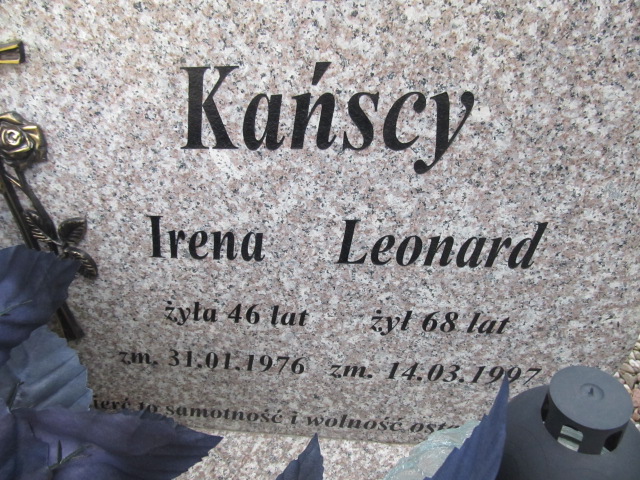 Kańscy
Irena Leonard
żyła 46 lat żył 68 lat
zm. 31.01.1976 zm. 14.03.1997
to samotność i wolność